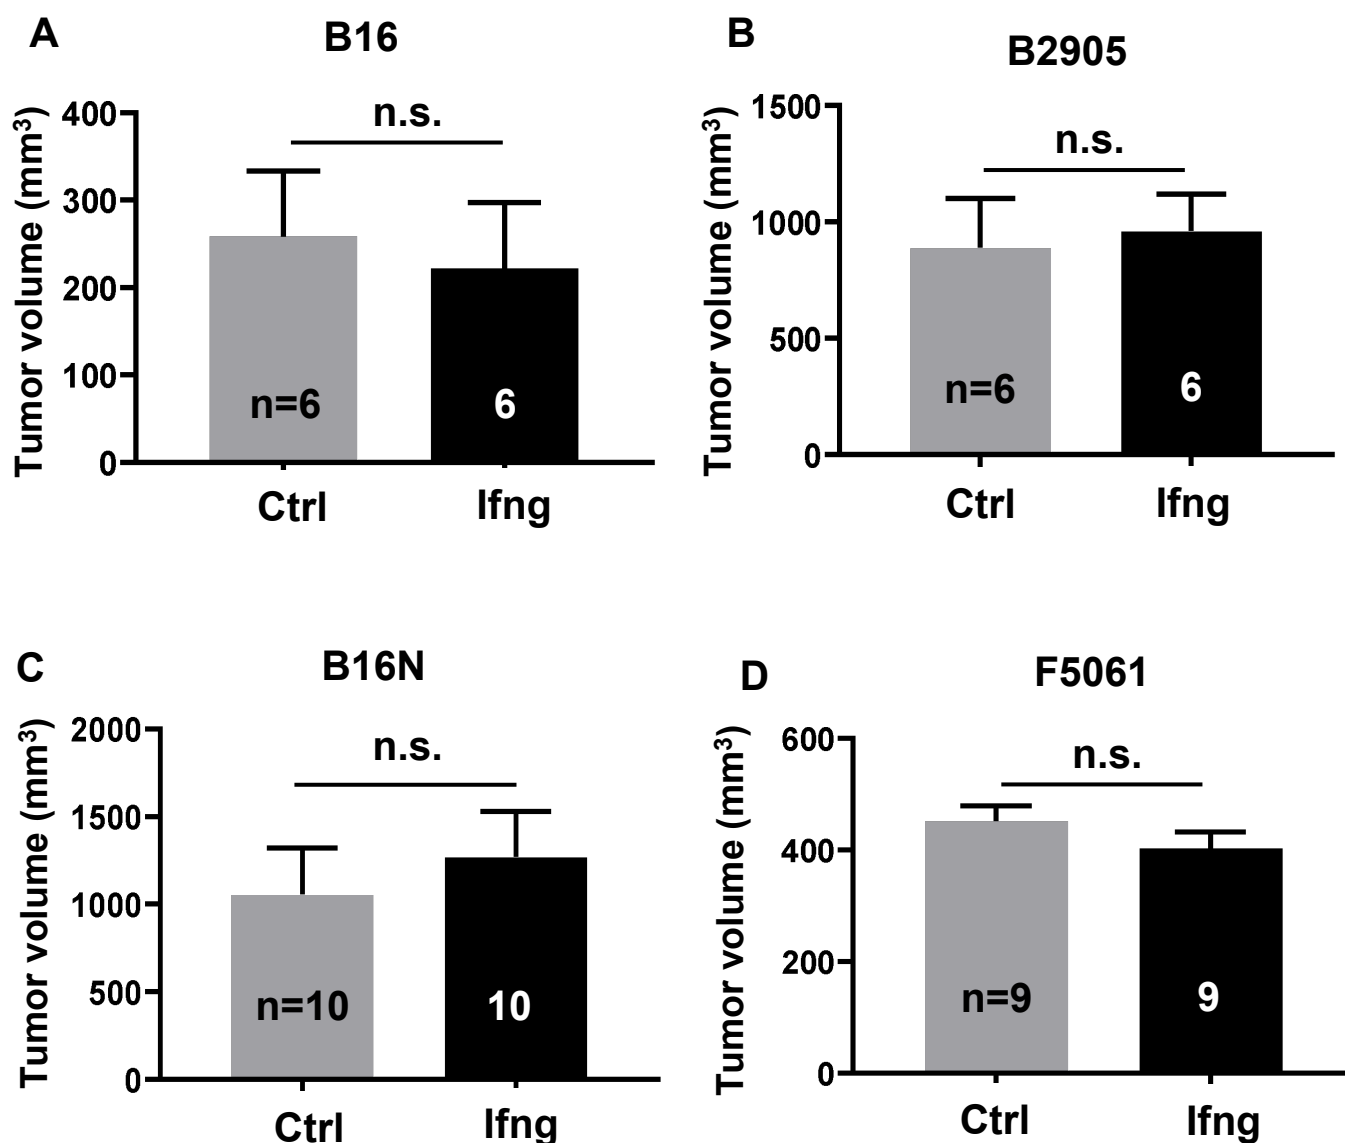 A
B16
Tumor volume (mm³)
400
300
200
100
0
n.s.
n=6
6
Ctrl
Ifng
B
B2905
Tumor volume (mm³)
1500
1000
500
0
n.s.
n=6
6
Ctrl
Ifng
C
B16N
Tumor volume (mm³)
2000
1500
1000
500
0
n.s.
n=10
10
Ctrl
Ifng
D
F5061
Tumor volume (mm³)
600
400
200
0
n.s.
n=9
9
Ctrl
Ifng